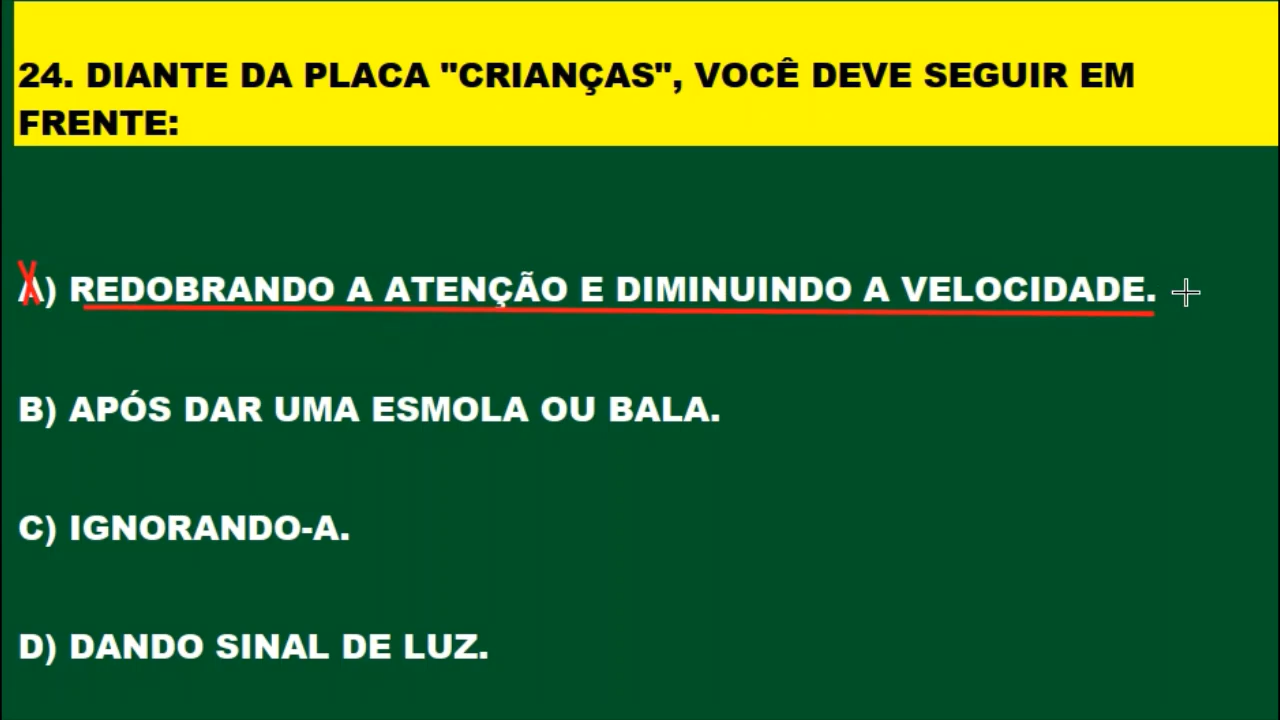 24. DIANTE DA PLACA "CRIANÇAS", VOCÊ DEVE SEGUIR EM
FRENTE:
A) REDOBRANDO A ATENÇÃO E DIMINUINDO A VELOCIDADE.
B) APÓS DAR UMA ESMOLA OU BALA.
C) IGNORANDO-A.
D) DANDO SINAL DE LUZ.